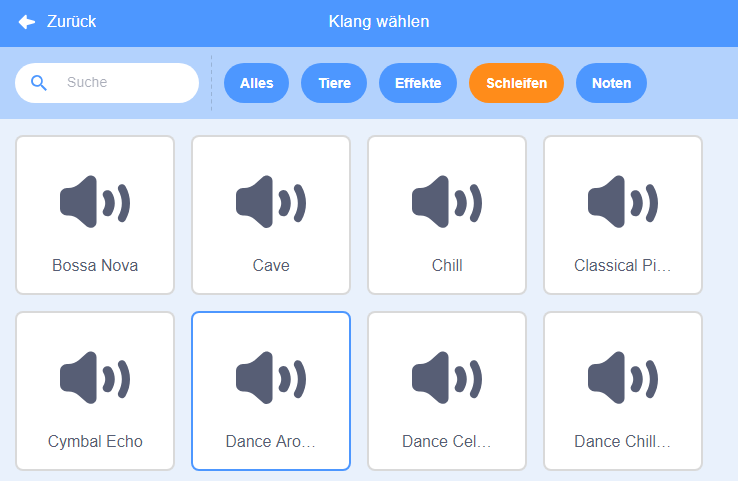 Zurück
Klang wählen
Suche
Alles
Tiere
Effekte
Schleifen
Noten
Bossa Nova
Cave
Chill
Classical Pi…
Cymbal Echo
Dance Aro…
Dance Cel…
Dance Chill…